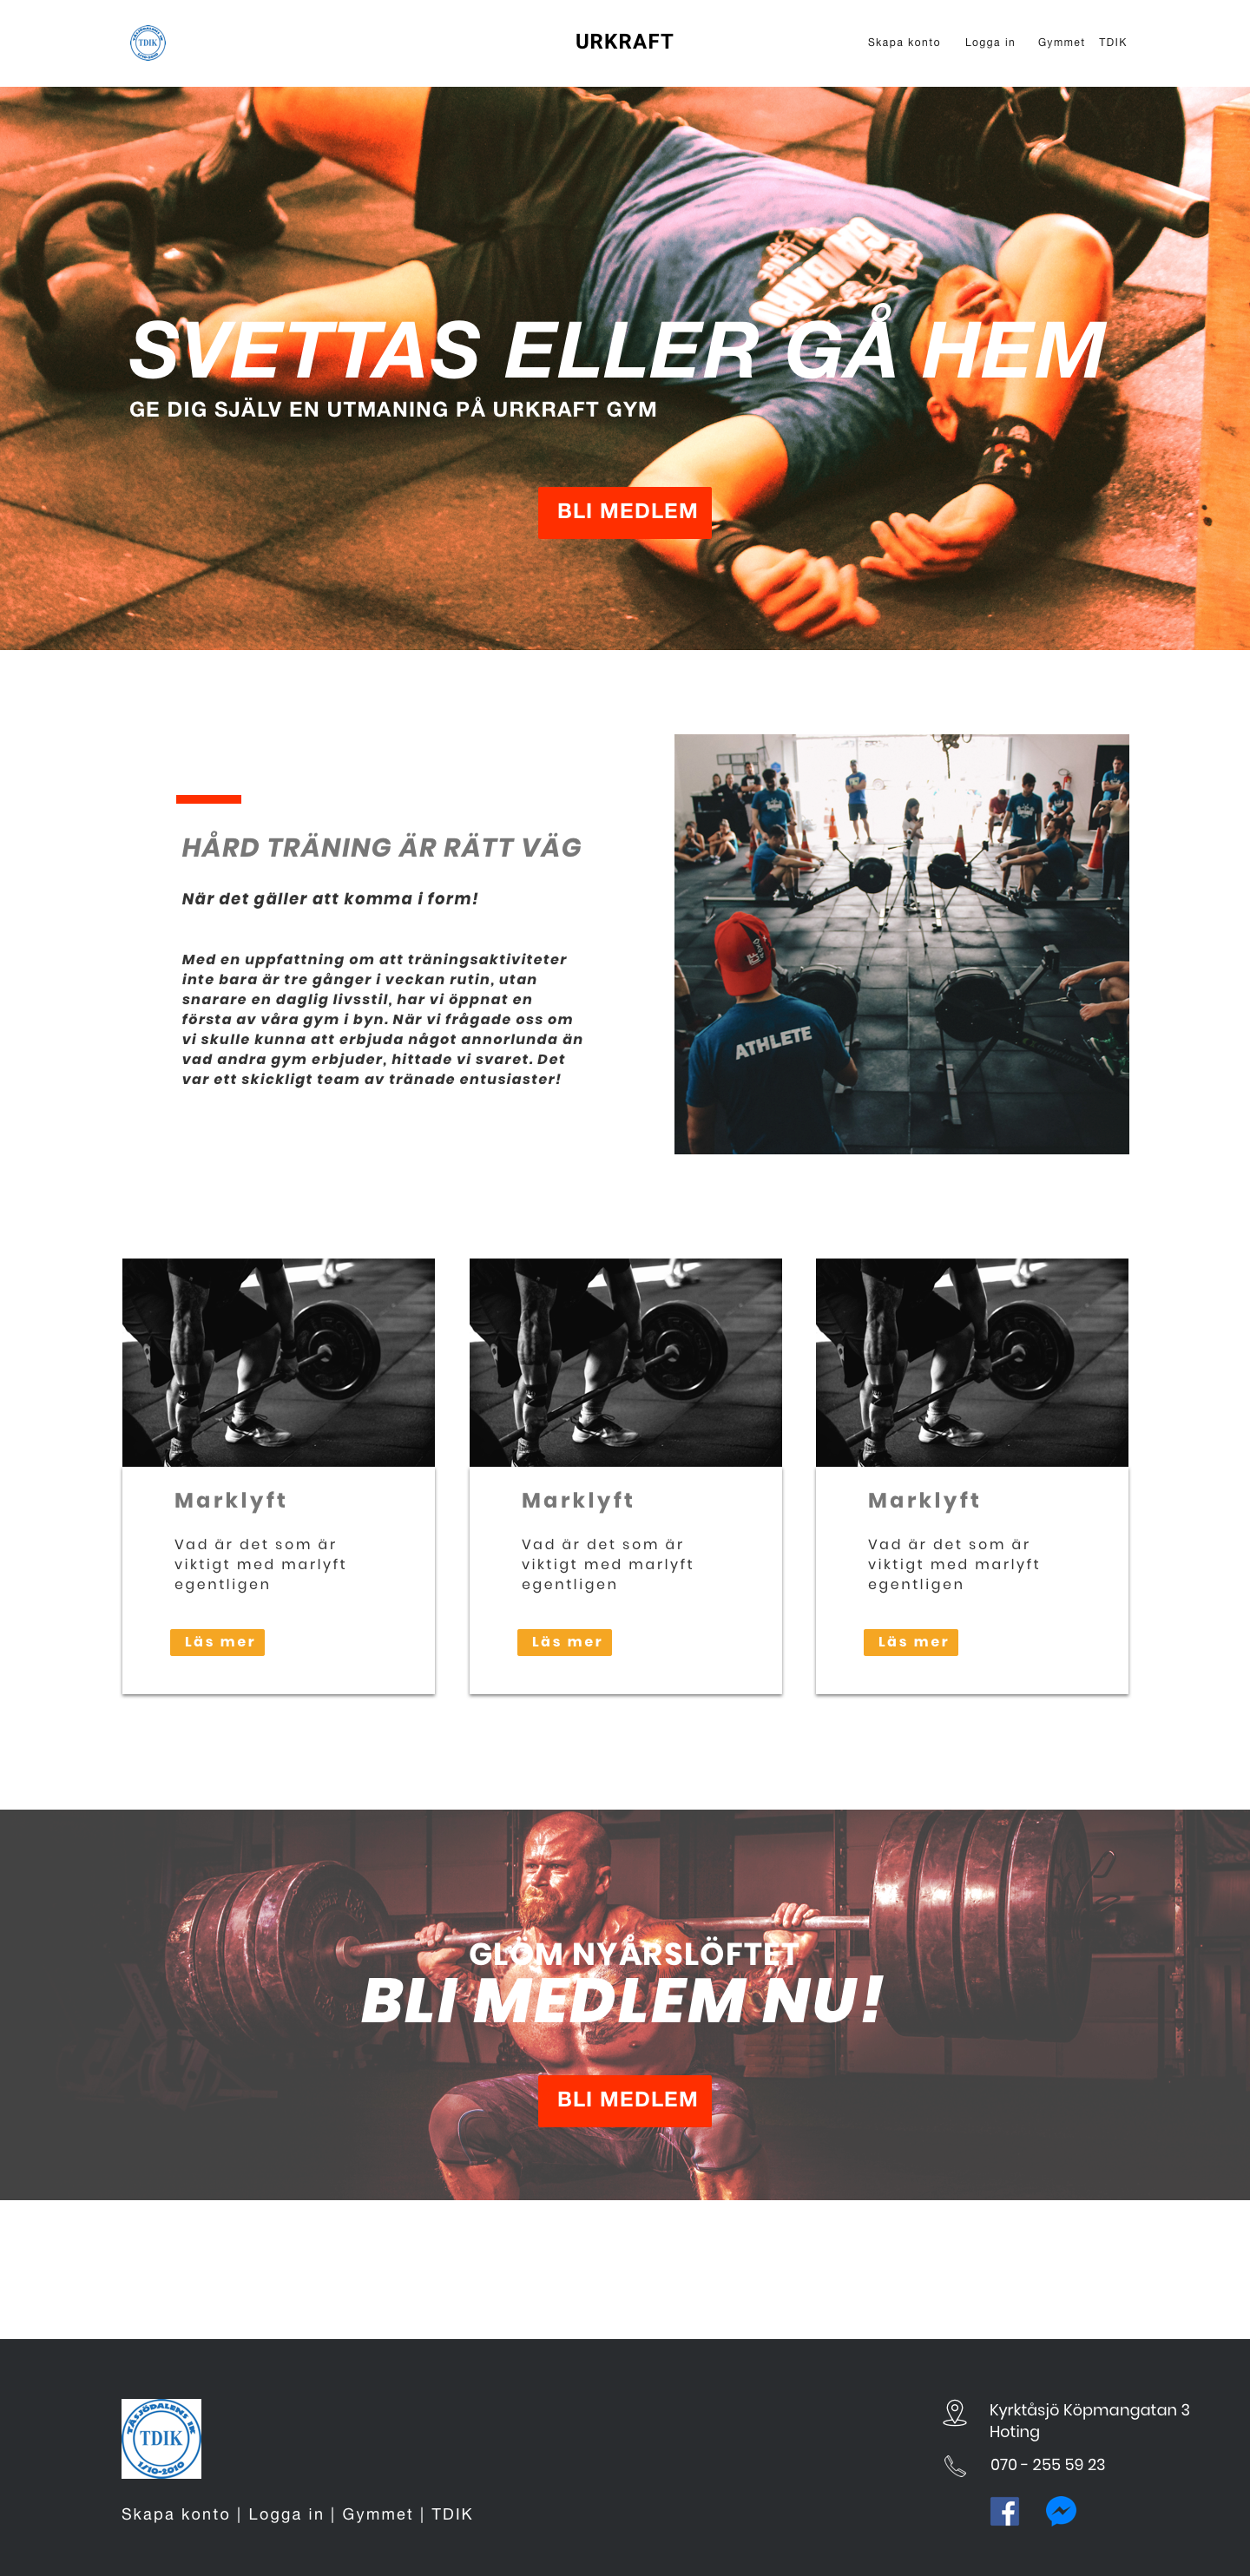 TDIK
URKRAFT
Skapa konto Logga in Gymmet TDIK
SVETTAS ELLER GÅ HEM
GE DIG SJÄLV EN UTMANING PÅ URKRAFT GYM
BLI MEDLEM
HÅRD TRÄNING ÄR RÄTT VÄG
När det gäller att komma i form!
Med en uppfattning om att träningsaktiviteter
inte bara är tre gånger i veckan rutin, utan
snarare en daglig livsstil, har vi öppnat en
första av våra gym i byn. När vi frågade oss om
vi skulle kunna att erbjuda något annorlunda än
vad andra gym erbjuder, hittade vi svaret. Det
var ett skickligt team av tränade entusiaster!
ATHLETE
Marklyft
Vad är det som är
viktigt med marlyft
egentligen
Läs mer
Marklyft
Vad är det som är
viktigt med marlyft
egentligen
Läs mer
Marklyft
Vad är det som är
viktigt med marlyft
egentligen
Läs mer
GLÖM NYÅRSLÖFTET
BLI MEDLEM NU!
BLI MEDLEM
TÅSJÖDALENS IK
TDIK
1/10-2010
Skapa konto | Logga in | Gymmet | TDIK
Kyrktåsjö Köpmangatan 3
Hoting
070 - 255 59 23